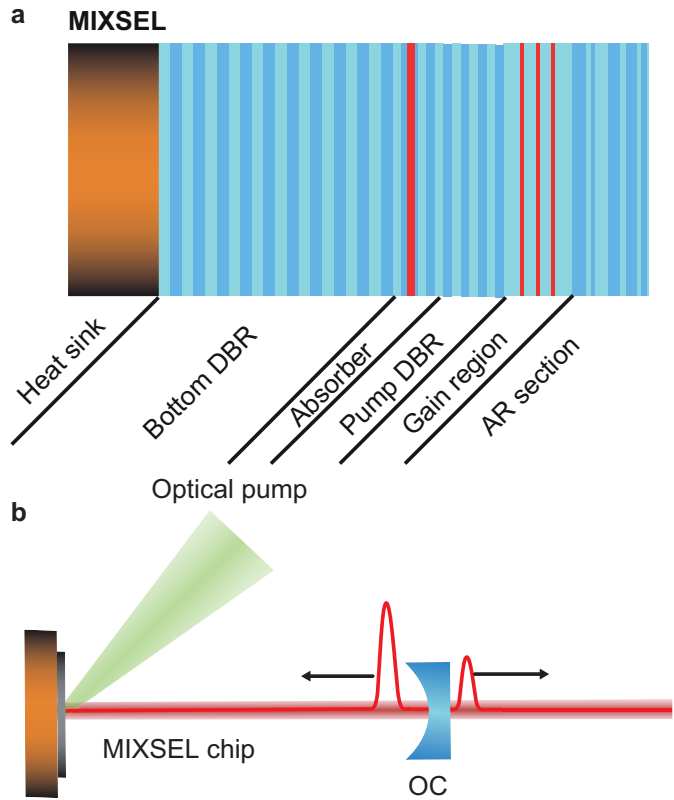 a
MIXSEL
Heat sink
Bottom DBR
Absorber
Pump DBR
Gain region
AR section
Optical pump
b
MIXSEL chip
OC